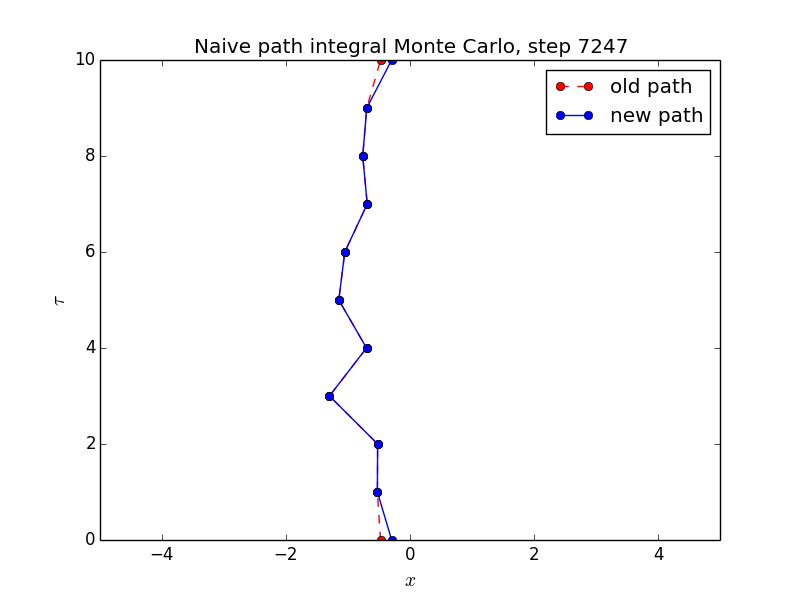 Naive path integral Monte Carlo, step 7247
old path
new path
10
8
6
4
2
0
τ
−4 −2 0 2 4
x